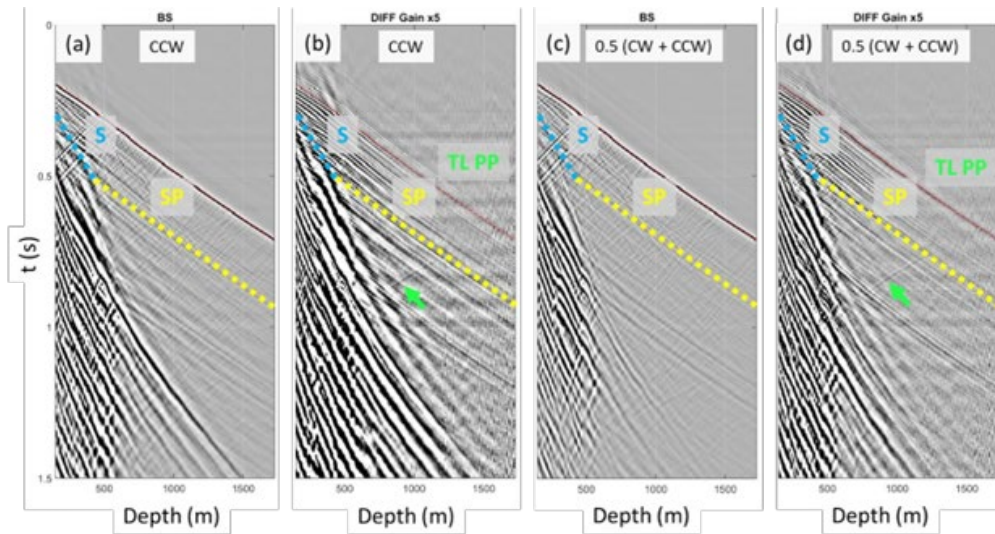 BS
DIFF Gain x5
BS
DIFF Gain x5
(a)
CCW
(b)
CCW
(c)
0.5 (CW + CCW)
(d)
0.5 (CW + CCW)
0
S
S
S
S
TL PP
TL PP
0.5
SP
SP
SP
SP
t (s)
1
1.5
500
1000
1500
500
1000
1500
500
1000
1500
500
1000
1500
Depth (m)
Depth (m)
Depth (m)
Depth (m)